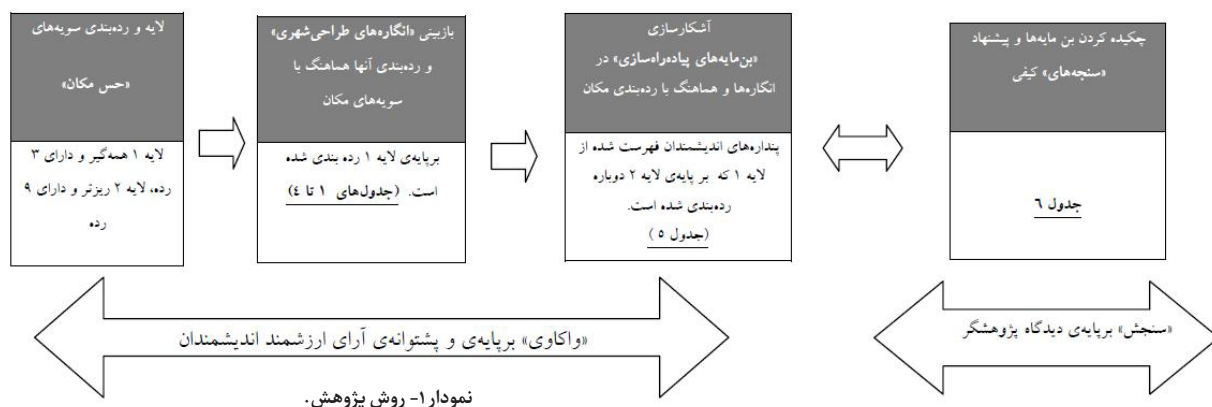 لایه و رده‌بندی سویه‌های
«حس مکان»
لایه ۱ همه‌گیر و دارای ۳
رده، لایه ۲ ریزتر و دارای ۹
رده
بازبینی «انگاره‌های طراحی‌شهری»
و رده‌بندی آنها هماهنگ با
سویه‌های مکان
برپایه‌ی لایه ۱ رده بندی شده
است. (جدول‌های ۱ تا ٤)
آشکارسازی
«بن‌مایه‌های پیاده‌راه‌سازی» در
انگاره‌ها و هماهنگ با رده‌بندی مکان
پنداره‌های اندیشمندان فهرست شده از
لایه ۱ که بر پایه‌ی لایه ۲ دوباره
رده‌بندی شده است.
(جدول ٥ )
چکیده کردن بن مایه‌ها و پیشنهاد
«سنجه‌های» کیفی
جدول ٦
«واکاوی» برپایه‌ی و پشتوانه‌ی آرای ارزشمند اندیشمندان
«سنجش» برپایه‌ی دیدگاه پژوهشگر
نمودار ۱- روش پژوهش.